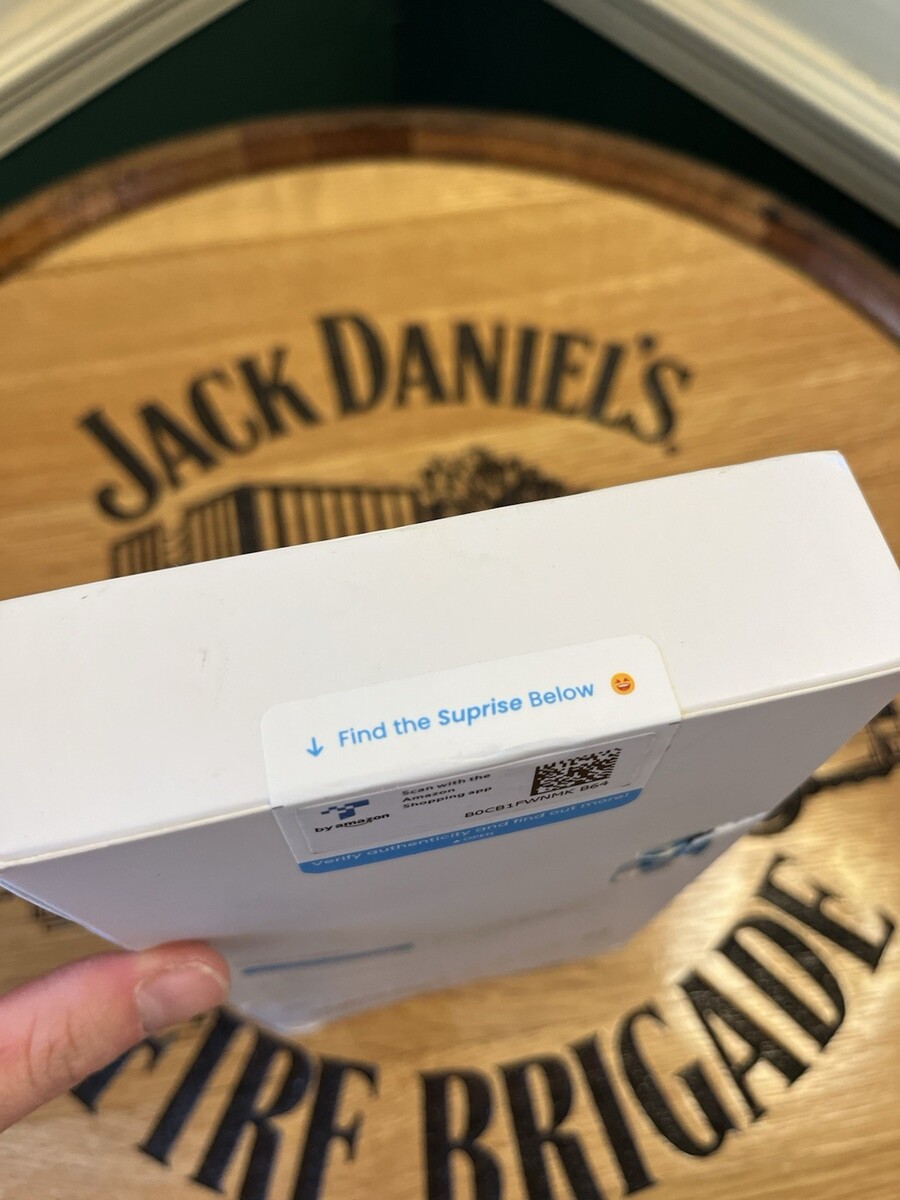 JACK DANIEL'S
↓ Find the Suprise Below 😆
by amazon
Scan with the
Amazon
Shopping app
B0CB1FWNMK B64
Verify authenticity and find out more!
▲ OPEN
FIRE BRIGADE